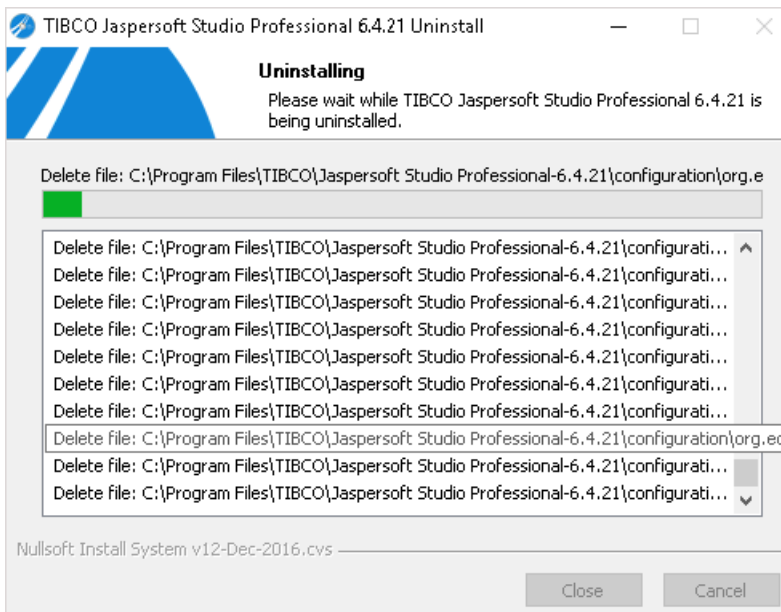 TIBCO Jaspersoft Studio Professional 6.4.21 Uninstall
Uninstalling
Please wait while TIBCO Jaspersoft Studio Professional 6.4.21 is
being uninstalled.
Delete file: C:\Program Files\TIBCO\Jaspersoft Studio Professional-6.4.21\configuration\org.e
Delete file: C:\Program Files\TIBCO\Jaspersoft Studio Professional-6.4.21\configurati...
Delete file: C:\Program Files\TIBCO\Jaspersoft Studio Professional-6.4.21\configurati...
Delete file: C:\Program Files\TIBCO\Jaspersoft Studio Professional-6.4.21\configurati...
Delete file: C:\Program Files\TIBCO\Jaspersoft Studio Professional-6.4.21\configurati...
Delete file: C:\Program Files\TIBCO\Jaspersoft Studio Professional-6.4.21\configurati...
Delete file: C:\Program Files\TIBCO\Jaspersoft Studio Professional-6.4.21\configurati...
Delete file: C:\Program Files\TIBCO\Jaspersoft Studio Professional-6.4.21\configurati...
Delete file: C:\Program Files\TIBCO\Jaspersoft Studio Professional-6.4.21\configuration\org.ec
Delete file: C:\Program Files\TIBCO\Jaspersoft Studio Professional-6.4.21\configurati...
Delete file: C:\Program Files\TIBCO\Jaspersoft Studio Professional-6.4.21\configurati...
Nullsoft Install System v12-Dec-2016.cvs
Close Cancel